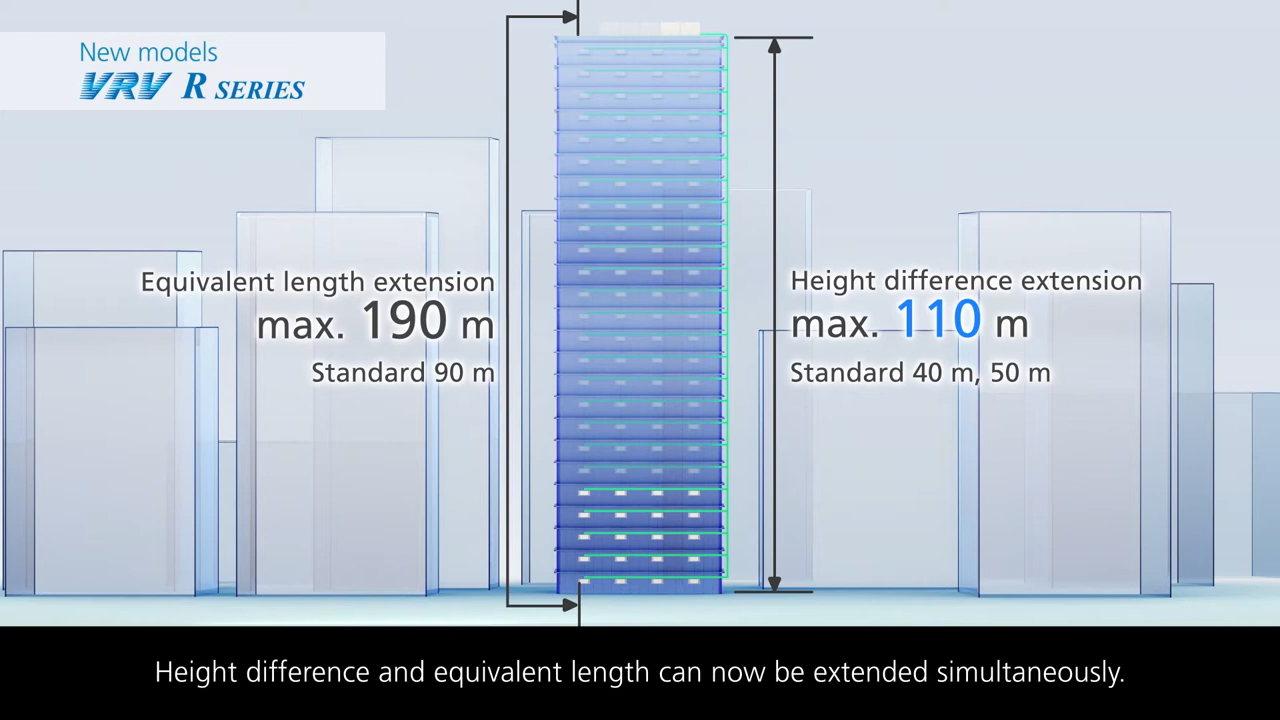 New models
VRV R SERIES
Equivalent length extension
max. 190 m
Standard 90 m
Height difference extension
max. 110 m
Standard 40 m, 50 m
Height difference and equivalent length can now be extended simultaneously.